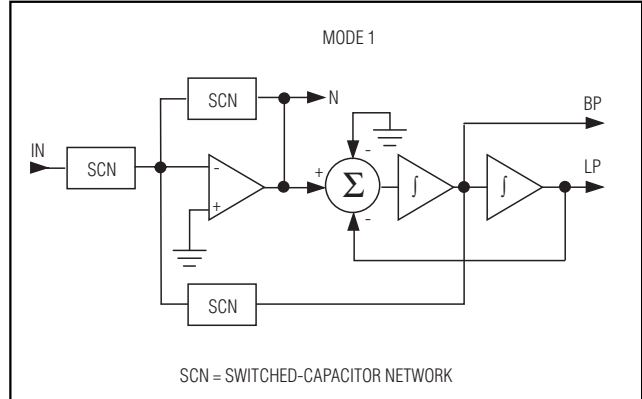 MODE 1
SCN
N
BP
IN
SCN
-
+
-
+
Σ
-
∫
∫
LP
SCN
SCN = SWITCHED-CAPACITOR NETWORK